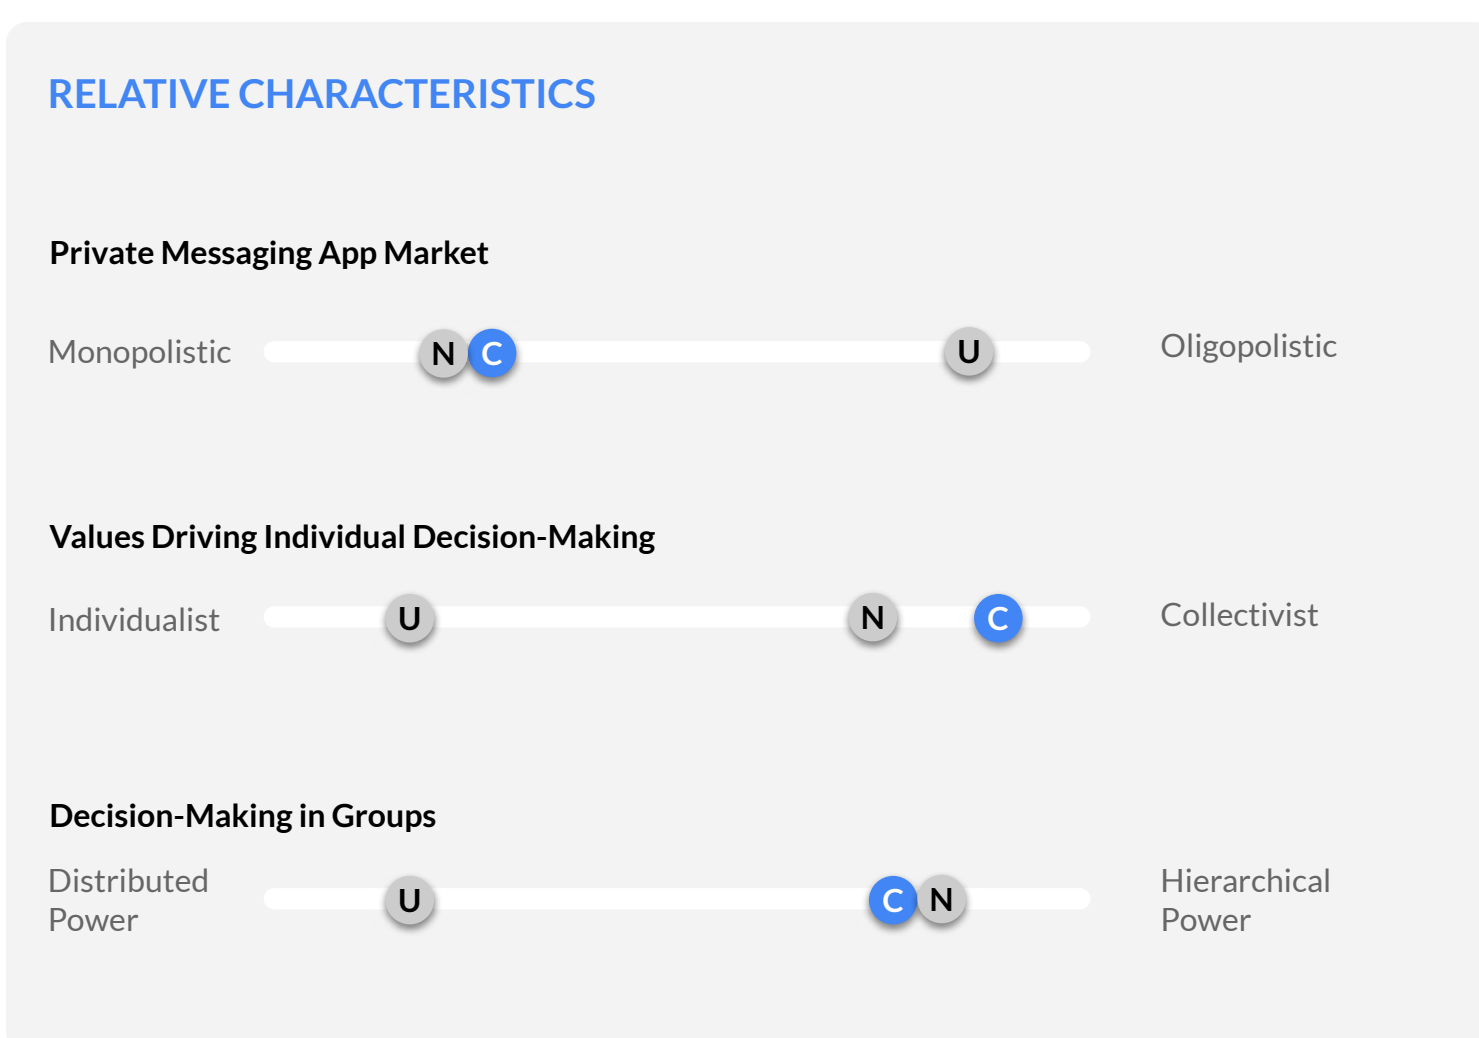 RELATIVE CHARACTERISTICS
Private Messaging App Market
Monopolistic N C U Oligopolistic
Values Driving Individual Decision-Making
Individualist U N C Collectivist
Decision-Making in Groups
Distributed
Power
U C N
Hierarchical
Power